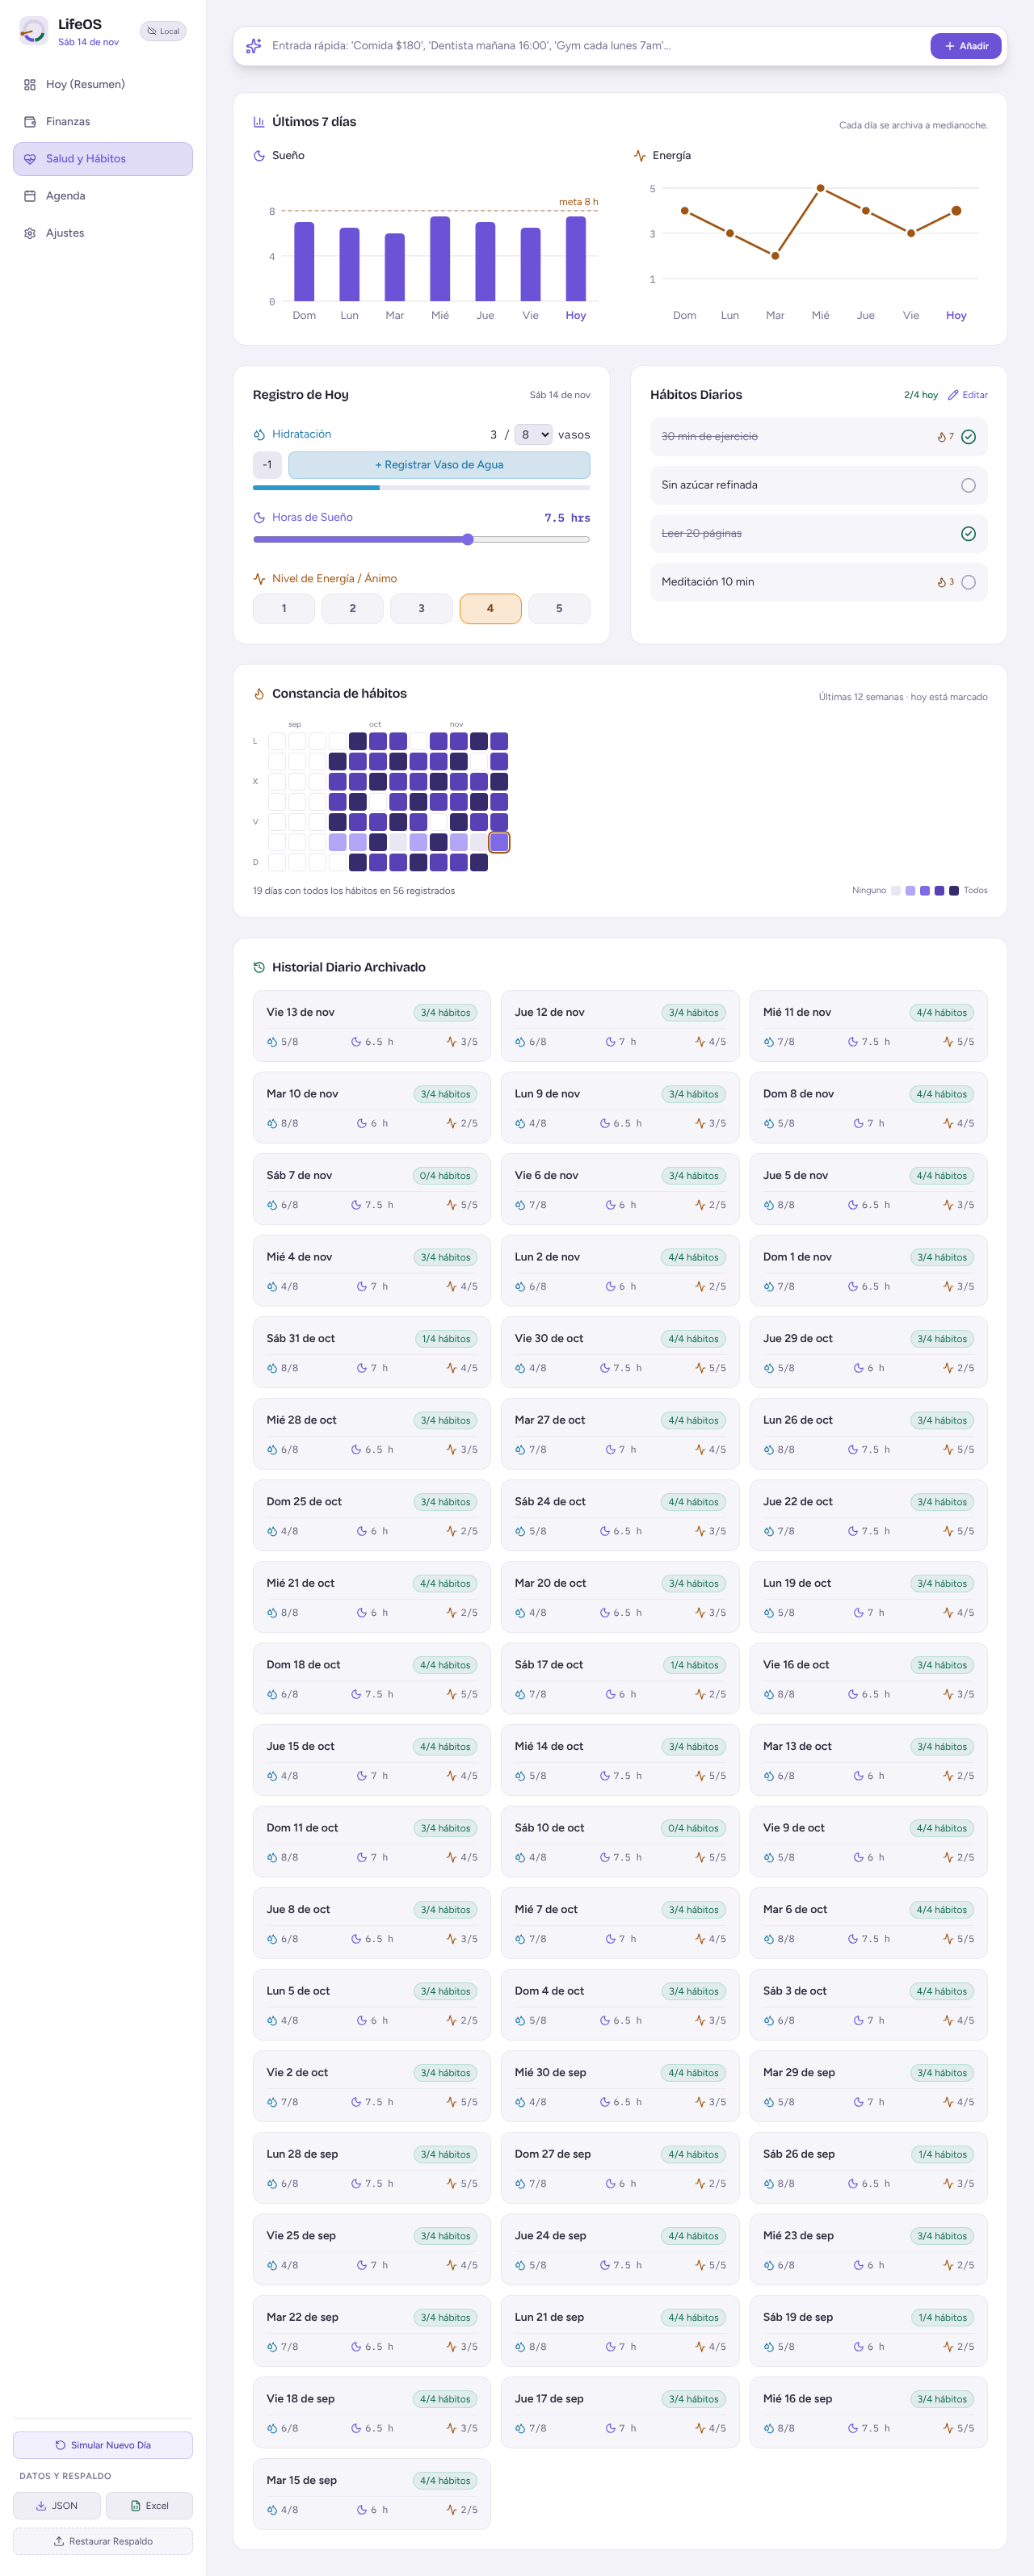 LifeOS
Sáb 14 de nov
Local
Hoy (Resumen)
Finanzas
Salud y Hábitos
Agenda
Ajustes
Simular Nuevo Día
DATOS Y RESPALDO
JSON
Excel
Restaurar Respaldo
Entrada rápida: 'Comida $180', 'Dentista mañana 16:00', 'Gym cada lunes 7am'...
Añadir
Últimos 7 días
Cada día se archiva a medianoche.
Sueño
meta 8 h
8
4
0
Dom Lun Mar Mié Jue Vie Hoy
Energía
5
3
1
Dom Lun Mar Mié Jue Vie Hoy
Registro de Hoy
Sáb 14 de nov
Hidratación
3 / 8 vasos
-1
+ Registrar Vaso de Agua
Horas de Sueño
7.5 hrs
Nivel de Energía / Ánimo
1 2 3 4 5
Hábitos Diarios
2/4 hoy
Editar
30 min de ejercicio
7
Sin azúcar refinada
Leer 20 páginas
Meditación 10 min
3
Constancia de hábitos
Últimas 12 semanas · hoy está marcado
sep oct nov
L
X
V
D
19 días con todos los hábitos en 56 registrados
Ninguno
Todos
Historial Diario Archivado
Vie 13 de nov 3/4 hábitos
5/8 6.5 h 3/5
Jue 12 de nov 3/4 hábitos
6/8 7 h 4/5
Mié 11 de nov 4/4 hábitos
7/8 7.5 h 5/5
Mar 10 de nov 3/4 hábitos
8/8 6 h 2/5
Lun 9 de nov 3/4 hábitos
4/8 6.5 h 3/5
Dom 8 de nov 4/4 hábitos
5/8 7 h 4/5
Sáb 7 de nov 0/4 hábitos
6/8 7.5 h 5/5
Vie 6 de nov 3/4 hábitos
7/8 6 h 2/5
Jue 5 de nov 4/4 hábitos
8/8 6.5 h 3/5
Mié 4 de nov 3/4 hábitos
4/8 7 h 4/5
Lun 2 de nov 4/4 hábitos
6/8 6 h 2/5
Dom 1 de nov 3/4 hábitos
7/8 6.5 h 3/5
Sáb 31 de oct 1/4 hábitos
8/8 7 h 4/5
Vie 30 de oct 4/4 hábitos
4/8 7.5 h 5/5
Jue 29 de oct 3/4 hábitos
5/8 6 h 2/5
Mié 28 de oct 3/4 hábitos
6/8 6.5 h 3/5
Mar 27 de oct 4/4 hábitos
7/8 7 h 4/5
Lun 26 de oct 3/4 hábitos
8/8 7.5 h 5/5
Dom 25 de oct 3/4 hábitos
4/8 6 h 2/5
Sáb 24 de oct 4/4 hábitos
5/8 6.5 h 3/5
Jue 22 de oct 3/4 hábitos
7/8 7.5 h 5/5
Mié 21 de oct 4/4 hábitos
8/8 6 h 2/5
Mar 20 de oct 3/4 hábitos
4/8 6.5 h 3/5
Lun 19 de oct 3/4 hábitos
5/8 7 h 4/5
Dom 18 de oct 4/4 hábitos
6/8 7.5 h 5/5
Sáb 17 de oct 1/4 hábitos
7/8 6 h 2/5
Vie 16 de oct 3/4 hábitos
8/8 6.5 h 3/5
Jue 15 de oct 4/4 hábitos
4/8 7 h 4/5
Mié 14 de oct 3/4 hábitos
5/8 7.5 h 5/5
Mar 13 de oct 3/4 hábitos
6/8 6 h 2/5
Dom 11 de oct 3/4 hábitos
8/8 7 h 4/5
Sáb 10 de oct 0/4 hábitos
4/8 7.5 h 5/5
Vie 9 de oct 4/4 hábitos
5/8 6 h 2/5
Jue 8 de oct 3/4 hábitos
6/8 6.5 h 3/5
Mié 7 de oct 3/4 hábitos
7/8 7 h 4/5
Mar 6 de oct 4/4 hábitos
8/8 7.5 h 5/5
Lun 5 de oct 3/4 hábitos
4/8 6 h 2/5
Dom 4 de oct 3/4 hábitos
5/8 6.5 h 3/5
Sáb 3 de oct 4/4 hábitos
6/8 7 h 4/5
Vie 2 de oct 3/4 hábitos
7/8 7.5 h 5/5
Mié 30 de sep 4/4 hábitos
4/8 6.5 h 3/5
Mar 29 de sep 3/4 hábitos
5/8 7 h 4/5
Lun 28 de sep 3/4 hábitos
6/8 7.5 h 5/5
Dom 27 de sep 4/4 hábitos
7/8 6 h 2/5
Sáb 26 de sep 1/4 hábitos
8/8 6.5 h 3/5
Vie 25 de sep 3/4 hábitos
4/8 7 h 4/5
Jue 24 de sep 4/4 hábitos
5/8 7.5 h 5/5
Mié 23 de sep 3/4 hábitos
6/8 6 h 2/5
Mar 22 de sep 3/4 hábitos
7/8 6.5 h 3/5
Lun 21 de sep 4/4 hábitos
8/8 7 h 4/5
Sáb 19 de sep 1/4 hábitos
5/8 6 h 2/5
Vie 18 de sep 4/4 hábitos
6/8 6.5 h 3/5
Jue 17 de sep 3/4 hábitos
7/8 7 h 4/5
Mié 16 de sep 3/4 hábitos
8/8 7.5 h 5/5
Mar 15 de sep 4/4 hábitos
4/8 6 h 2/5